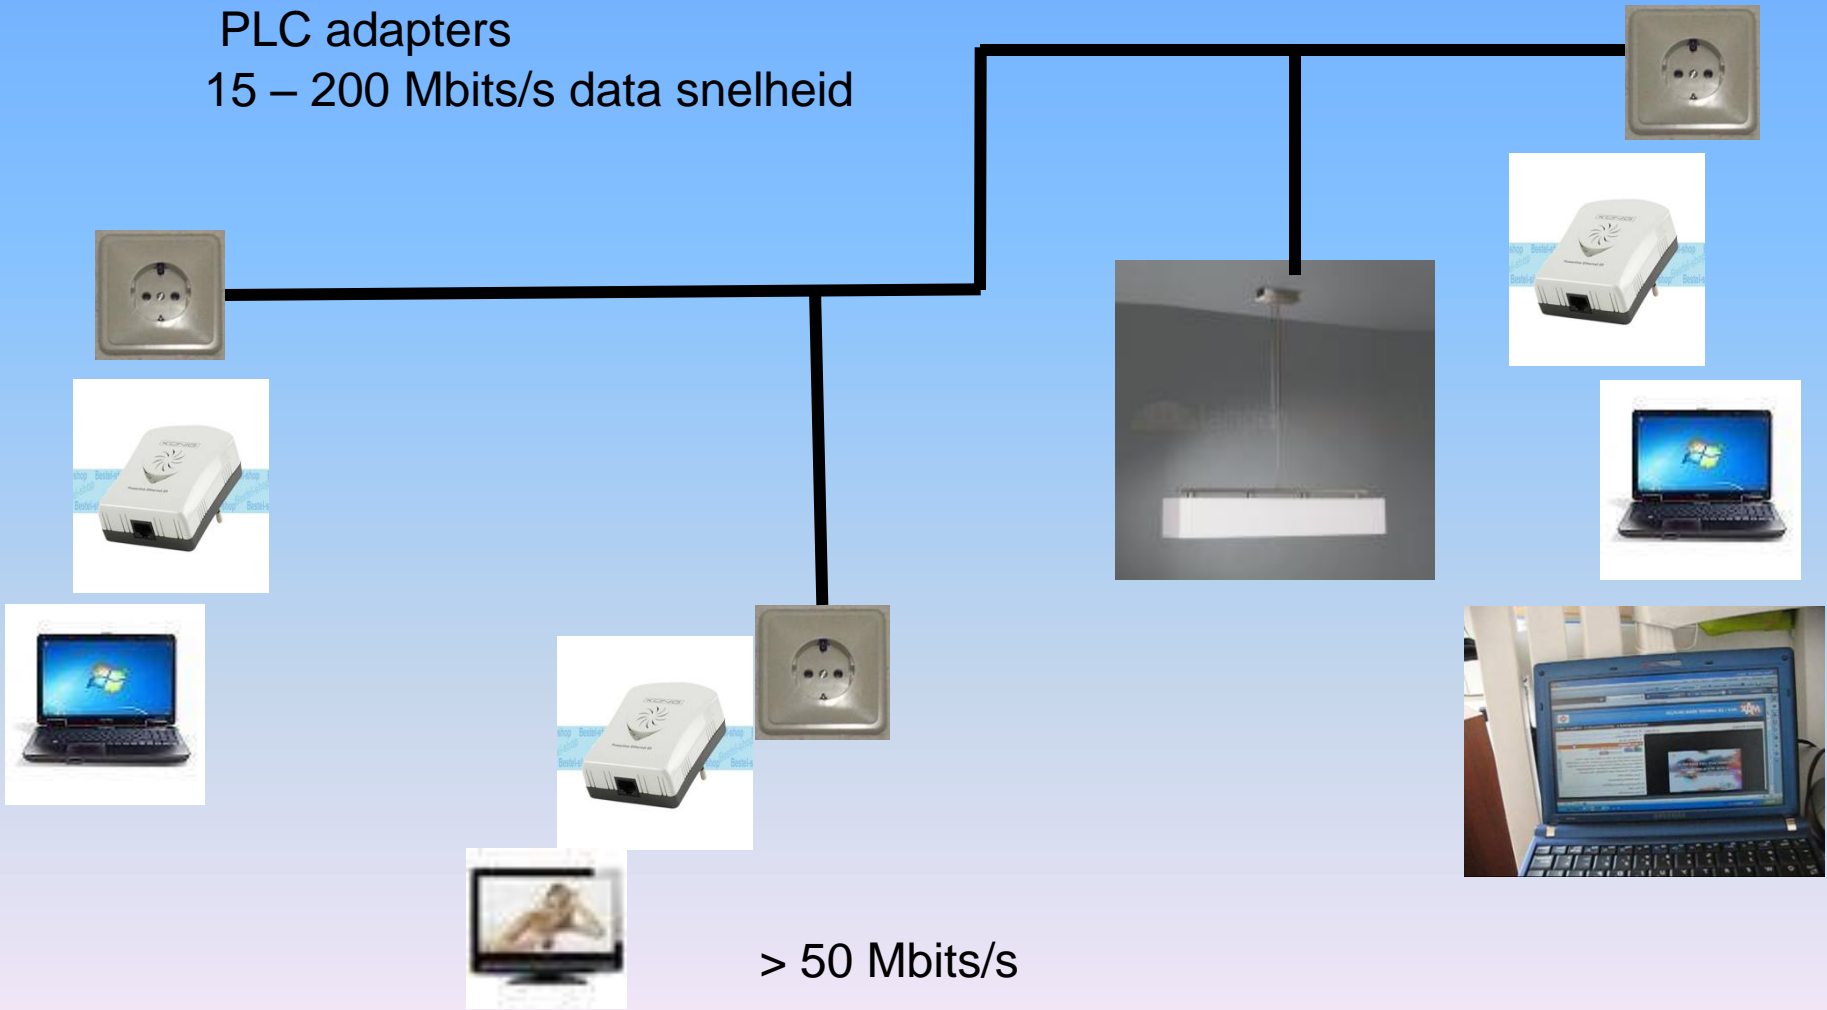 PLC adapters
15 – 200 Mbits/s data snelheid
> 50 Mbits/s